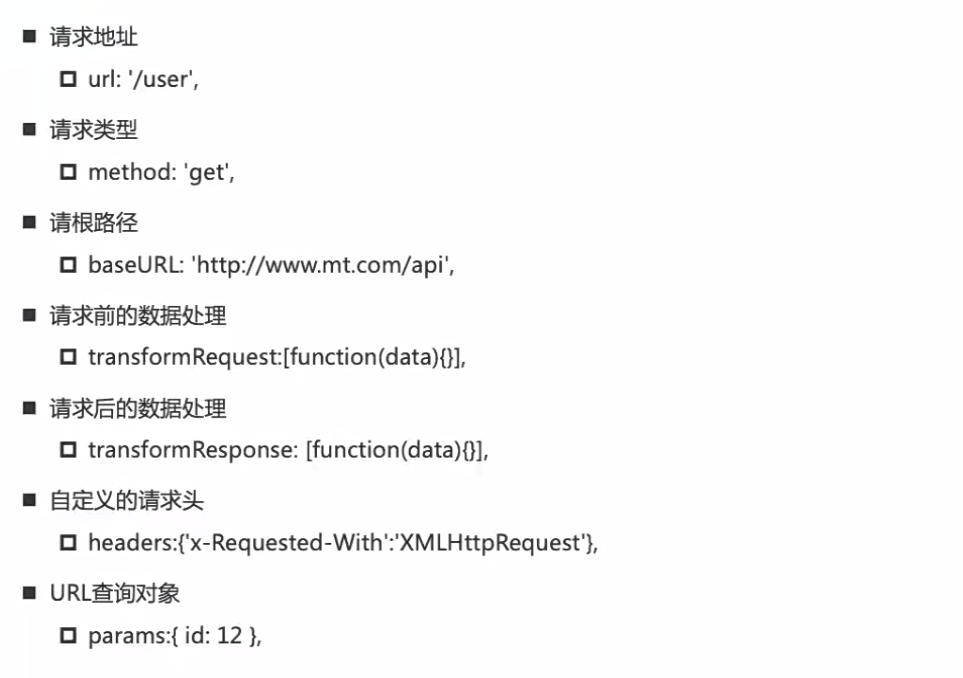 请求地址
url: '/user',
请求类型
method: 'get',
请根路径
baseURL: 'http://www.mt.com/api',
请求前的数据处理
transformRequest:[function(data){}],
请求后的数据处理
transformResponse: [function(data){}],
自定义的请求头
headers:{'x-Requested-With':'XMLHttpRequest'},
URL查询对象
params:{ id: 12 },